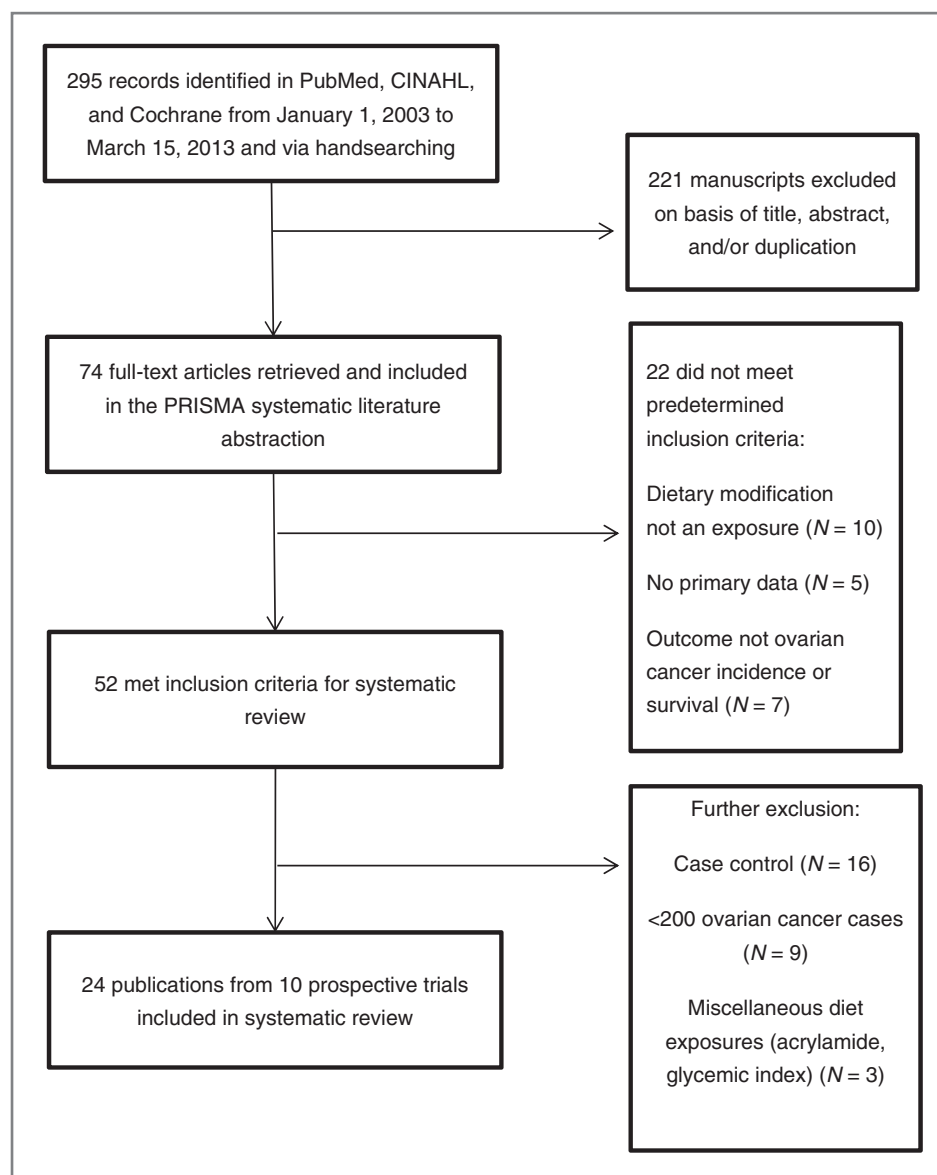 295 records identified in PubMed, CINAHL,
and Cochrane from January 1, 2003 to
March 15, 2013 and via handsearching
221 manuscripts excluded
on basis of title, abstract,
and/or duplication
74 full-text articles retrieved and included
in the PRISMA systematic literature
abstraction
22 did not meet
predetermined
inclusion criteria:
Dietary modification
not an exposure (N = 10)
No primary data (N = 5)
Outcome not ovarian
cancer incidence or
survival (N = 7)
52 met inclusion criteria for systematic
review
Further exclusion:
Case control (N = 16)
<200 ovarian cancer cases
(N = 9)
Miscellaneous diet
exposures (acrylamide,
glycemic index) (N = 3)
24 publications from 10 prospective trials
included in systematic review